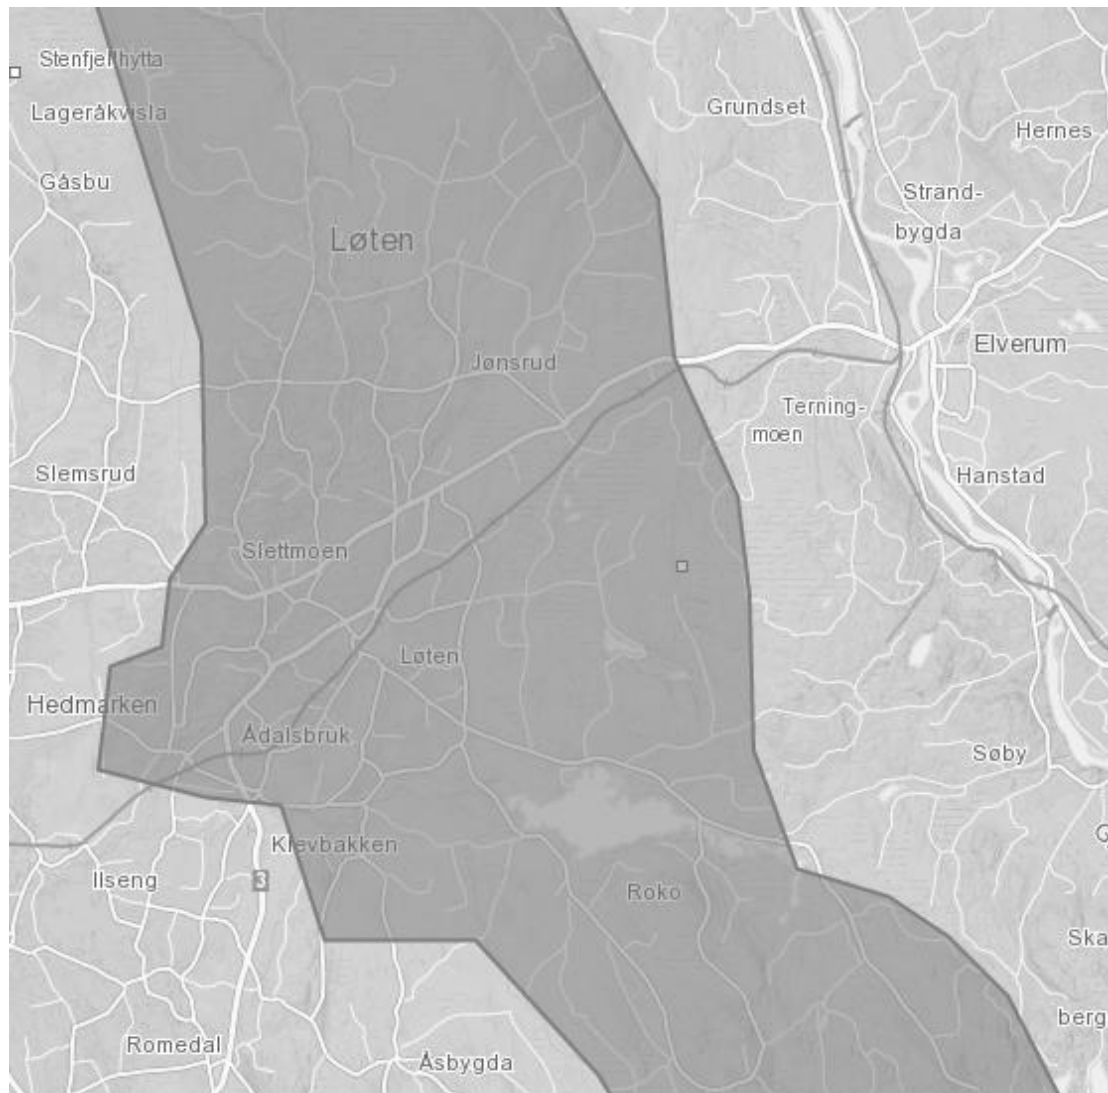 Stenfjellhytta
Lageråkvisla
Grundset
Hernes
Gåsbu
Strand-
bygda
Løten
Elverum
Jønsrud
Terning-
moen
Slemsrud
Hanstad
Slettmoen
Løten
Hedmarken
Ådalsbruk
Søby
Klevbakken
Ilseng
3
Roko
Ska
berg
Romedal
Åsbygda